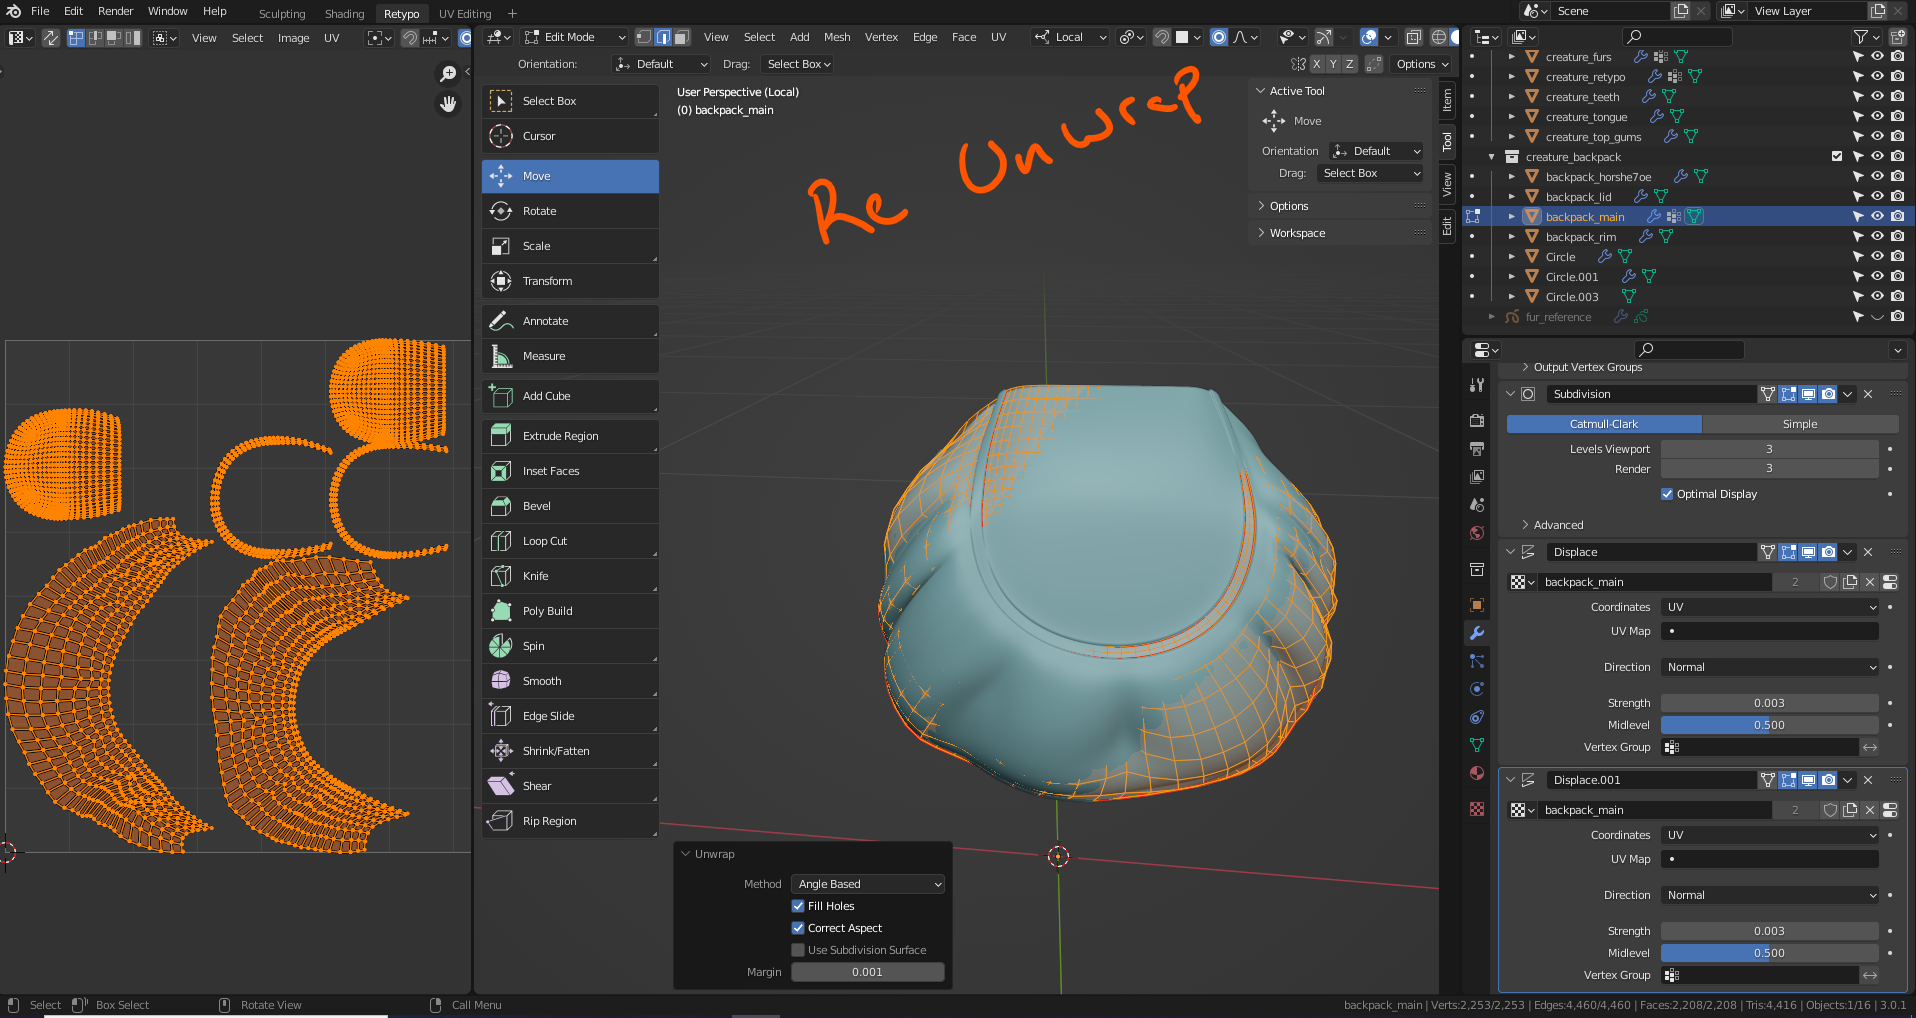 File Edit Render Window Help Sculpting Shading Retypo UV Editing + Scene View Layer
View Select Image UV Edit Mode View Select Add Mesh Vertex Edge Face UV Local
Orientation: Default Drag: Select Box X Y Z Options
User Perspective (Local)
(0) backpack_main
Re Unwrap
Select Box
Cursor
Move
Rotate
Scale
Transform
Annotate
Measure
Add Cube
Extrude Region
Inset Faces
Bevel
Loop Cut
Knife
Poly Build
Spin
Smooth
Edge Slide
Shrink/Fatten
Shear
Rip Region
Active Tool
Move
Orientation Default
Drag: Select Box
Options
Workspace
Item
Tool
View
Edit
creature_furs
creature_retypo
creature_teeth
creature_tongue
creature_top_gums
creature_backpack
backpack_horshe7oe
backpack_lid
backpack_main
backpack_rim
Circle
Circle.001
Circle.003
fur_reference
Output Vertex Groups
Subdivision
Catmull-Clark Simple
Levels Viewport 3
Render 3
Optimal Display
Advanced
Displace
backpack_main 2
Coordinates UV
UV Map
Direction Normal
Strength 0.003
Midlevel 0.500
Vertex Group
Displace.001
backpack_main 2
Coordinates UV
UV Map
Direction Normal
Strength 0.003
Midlevel 0.500
Vertex Group
Unwrap
Method Angle Based
Fill Holes
Correct Aspect
Use Subdivision Surface
Margin 0.001
Select Box Select Rotate View Call Menu
backpack_main | Verts:2,253/2,253 | Edges:4,460/4,460 | Faces:2,208/2,208 | Tris:4,416 | Objects:1/16 | 3.0.1